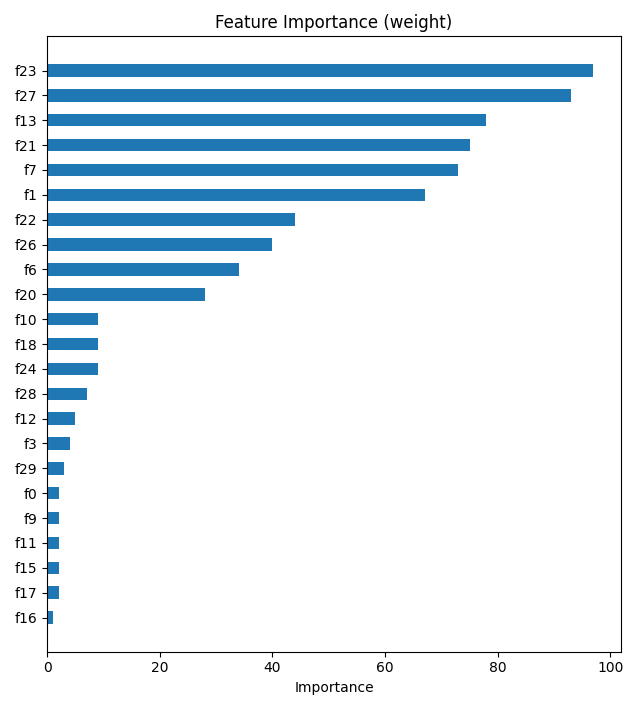 Feature Importance (weight)
f23
f27
f13
f21
f7
f1
f22
f26
f6
f20
f10
f18
f24
f28
f12
f3
f29
f0
f9
f11
f15
f17
f16
0 20 40 60 80 100
Importance